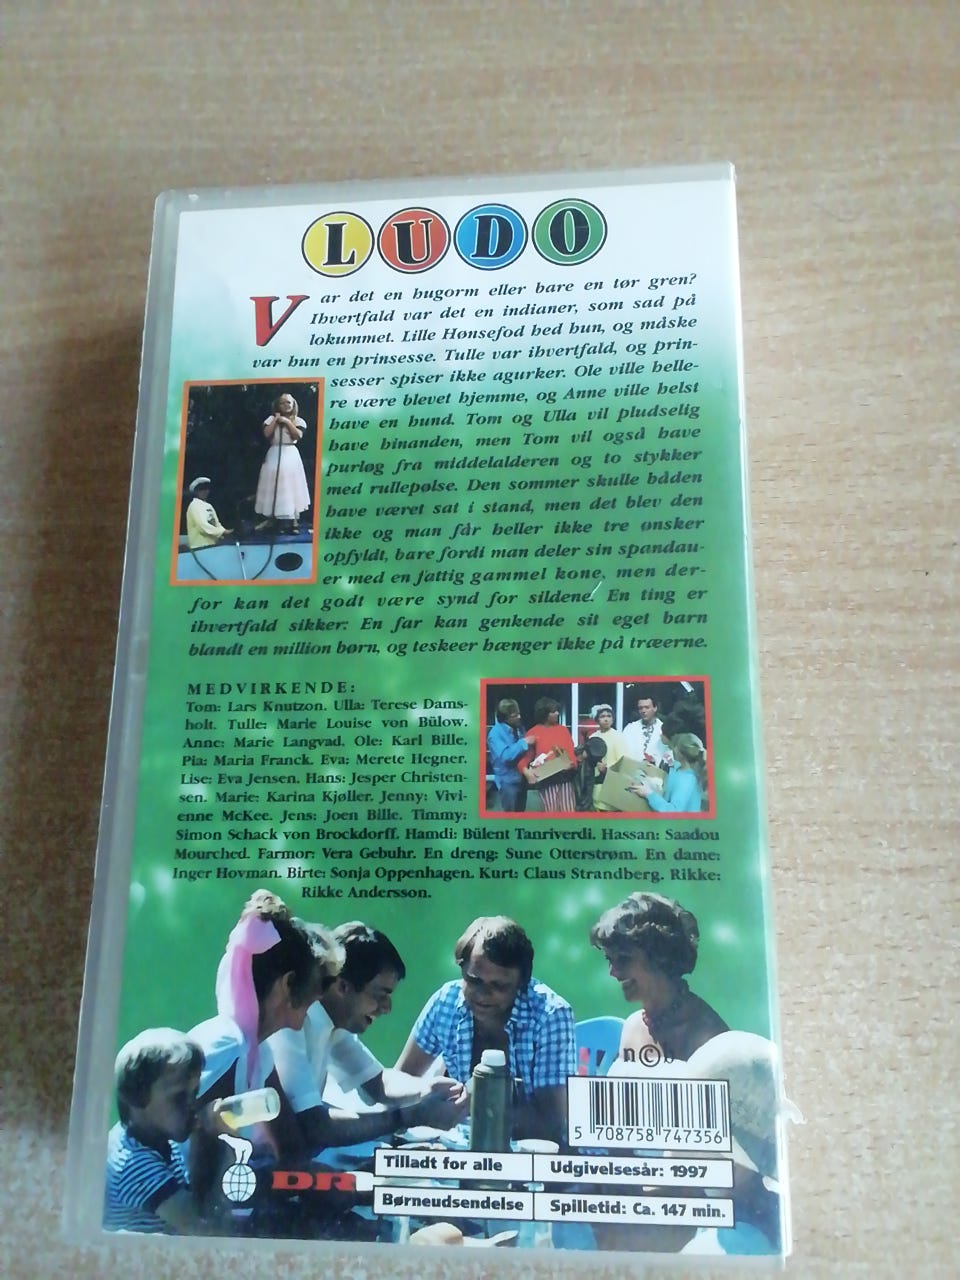 LUDO
Var det en hugorm eller bare en tør gren?
Ihvertfald var det en indianer, som sad på
lokummet. Lille Hønsefod hed hun, og måske
var hun en prinsesse. Tulle var ihvertfald, og prin-
sesser spiser ikke agurker. Ole ville helle-
re være blevet hjemme, og Anne ville helst
have en hund. Tom og Ulla vil pludselig
have hinanden, men Tom vil også have
purløg fra middelalderen og to stykker
med rullepølse. Den sommer skulle båden
have været sat i stand, men det blev den
ikke og man får heller ikke tre ønsker
opfyldt, bare fordi man deler sin spandau-
er med en fattig gammel kone, men der-
for kan det godt være synd for sildene. En ting er
ihvertfald sikker: En far kan genkende sit eget barn
blandt en million børn, og teskeer hænger ikke på træerne.
MEDVIRKENDE:
Tom: Lars Knutzon. Ulla: Terese Dams-
holt. Tulle: Marie Louise von Bülow.
Anne: Marie Langvad. Ole: Karl Bille.
Pia: Maria Franck. Eva: Merete Hegner.
Lise: Eva Jensen. Hans: Jesper Christen-
sen. Marie: Karina Kjøller. Jenny: Vivi-
enne McKee. Jens: Joen Bille. Timmy:
Simon Schack von Brockdorff. Hamdi: Bülent Tanriverdi. Hassan: Saadou
Mourched. Farmor: Vera Gebuhr. En dreng: Sune Otterstrøm. En dame:
Inger Hovman. Birte: Sonja Oppenhagen. Kurt: Claus Strandberg. Rikke:
Rikke Andersson.
n©b
5 708758 747356
DR
Tilladt for alle
Udgivelsesår: 1997
Børneudsendelse
Spilletid: Ca. 147 min.